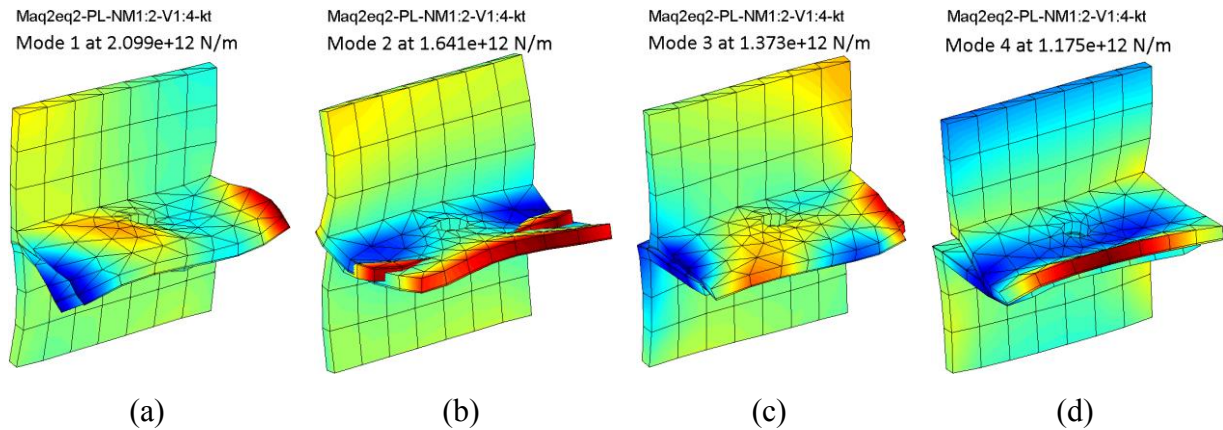 Maq2eq2-PL-NM1:2-V1:4-kt
Mode 1 at 2.099e+12 N/m
Maq2eq2-PL-NM1:2-V1:4-kt
Mode 2 at 1.641e+12 N/m
Maq2eq2-PL-NM1:2-V1:4-kt
Mode 3 at 1.373e+12 N/m
Maq2eq2-PL-NM1:2-V1:4-kt
Mode 4 at 1.175e+12 N/m
(a)
(b)
(c)
(d)